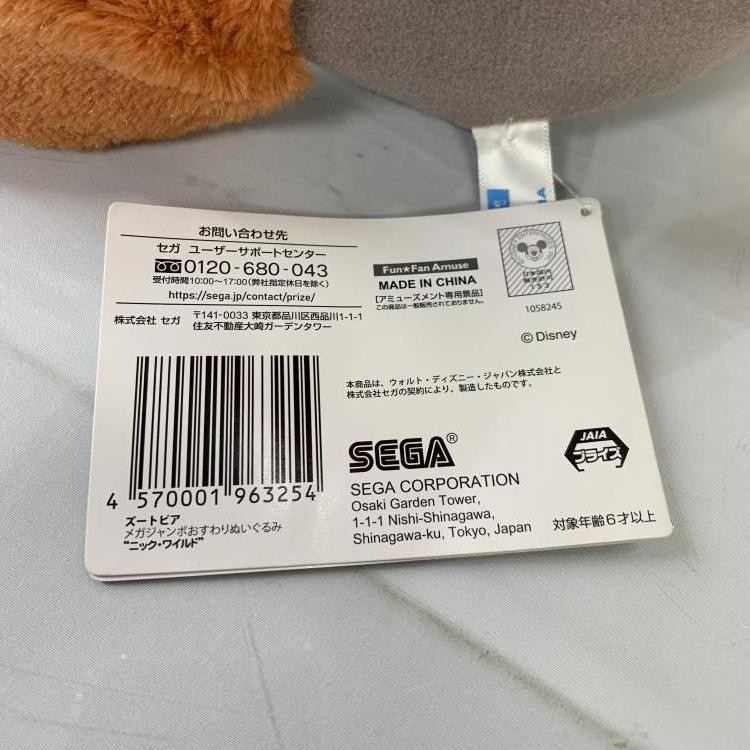 お問い合わせ先
セガ ユーザーサポートセンター
0120-680-043
受付時間10:00~17:00(弊社指定休日を除く)
https://sega.jp/contact/prize/
株式会社 セガ 〒141-0033 東京都品川区西品川1-1-1
住友不動産大崎ガーデンタワー
Fun★Fan Amuse
MADE IN CHINA
[アミューズメント専用景品]
この商品は一般販売されておりません。
日本国内
販売許可
153
1058245
©Disney
本商品は、ウォルト・ディズニー・ジャパン株式会社と
株式会社セガの契約により、製造したものです。
4 570001 963254
ズートピア
メガジャンボおすわりぬいぐるみ
"ニック・ワイルド"
SEGA®
SEGA CORPORATION
Osaki Garden Tower,
1-1-1 Nishi-Shinagawa,
Shinagawa-ku, Tokyo, Japan
JAIA
プライズ
対象年齢6才以上